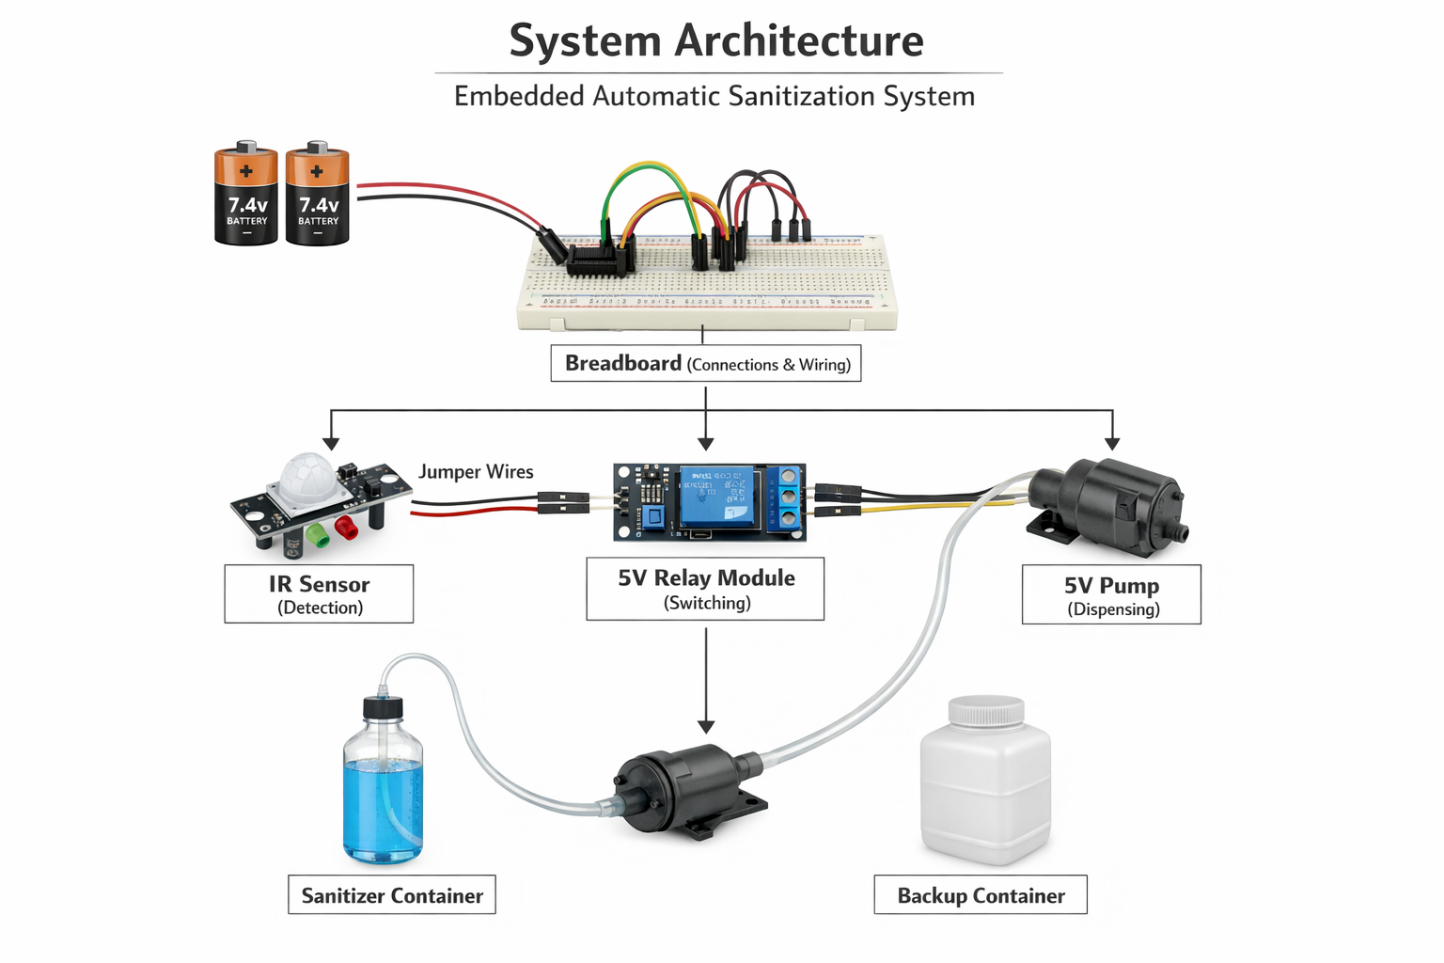 System Architecture
Embedded Automatic Sanitization System
+
+
7.4v
7.4v
BATTERY
BATTERY
−
−
Breadboard (Connections & Wiring)
Jumper Wires
IR Sensor
(Detection)
5V Relay Module
(Switching)
5V Pump
(Dispensing)
Sanitizer Container
Backup Container